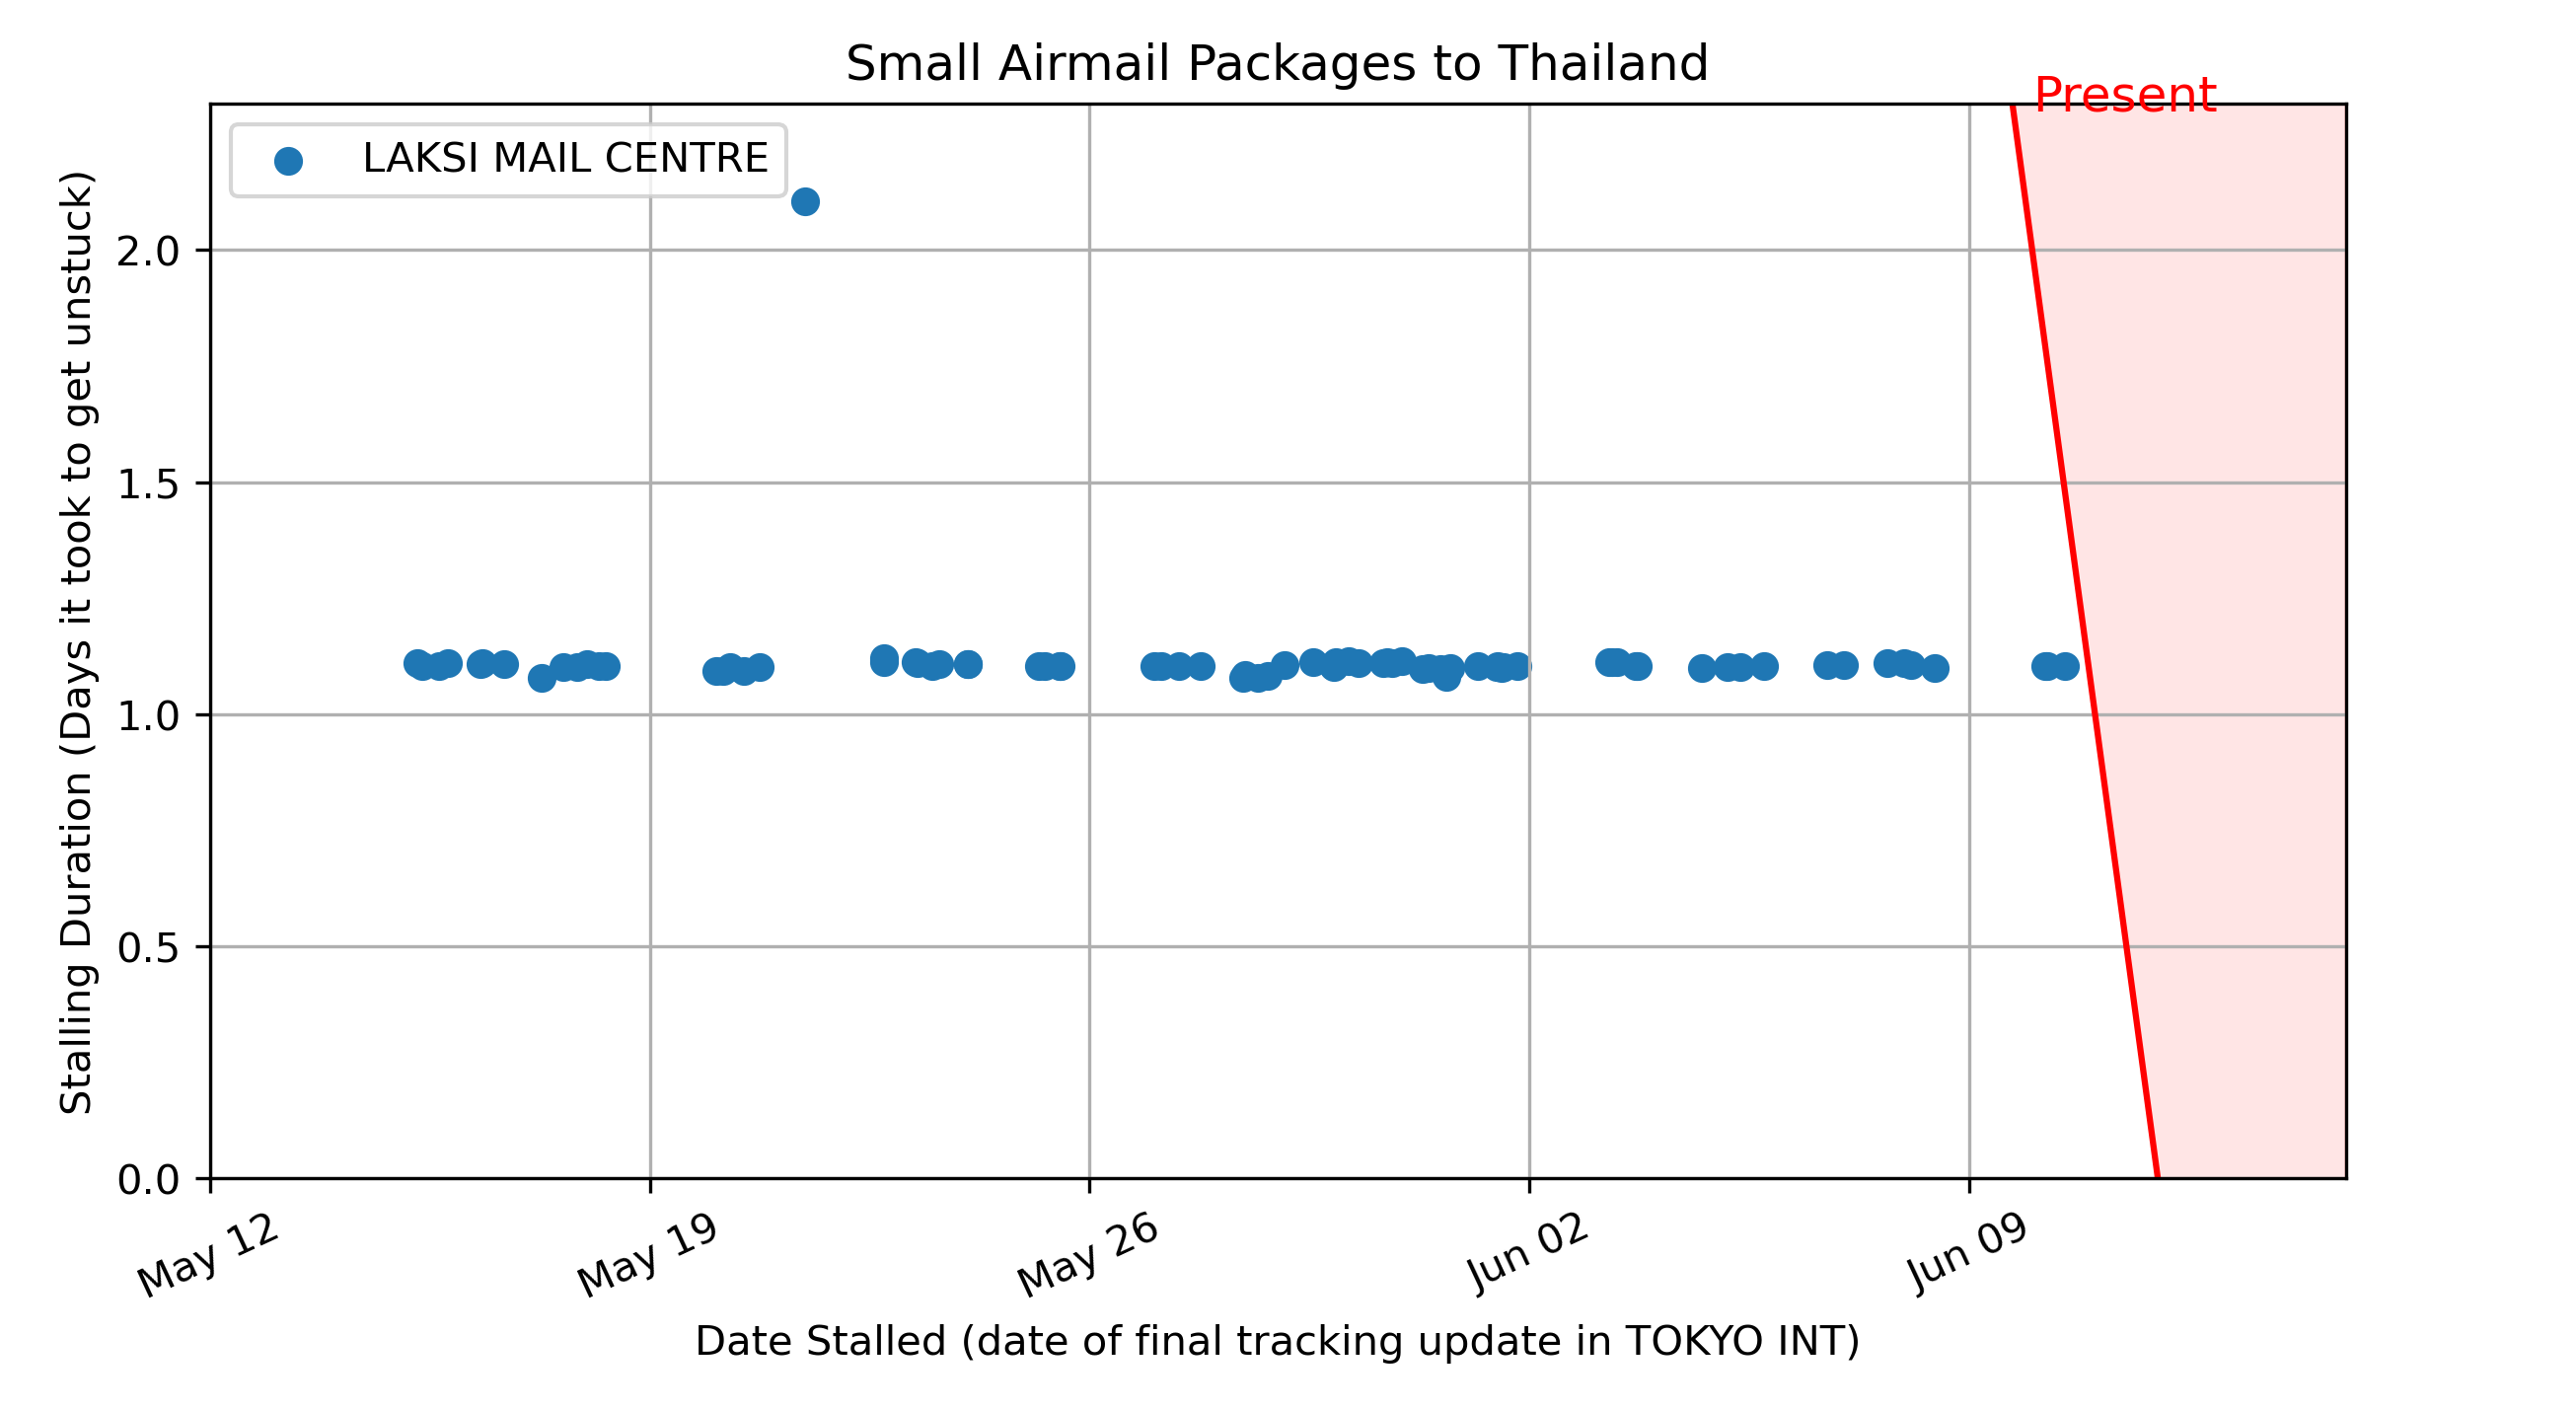 Small Airmail Packages to Thailand
Present
LAKSI MAIL CENTRE
Stalling Duration (Days it took to get unstuck)
2.0
1.5
1.0
0.5
0.0
May 12
May 19
May 26
Jun 02
Jun 09
Date Stalled (date of final tracking update in TOKYO INT)